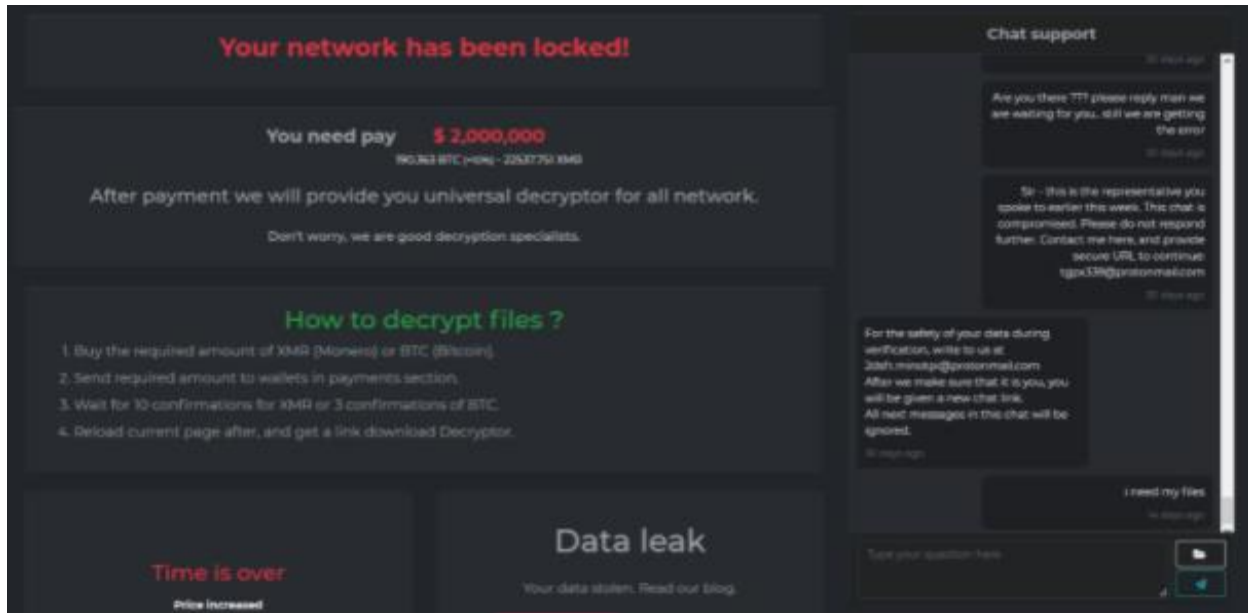 Your network has been locked!
You need pay $ 2,000,000
After payment we will provide you universal decryptor for all network.
Don't worry, we are good decryption specialists.
How to decrypt files ?
1. Buy the required amount of XMR (Monero) or BTC (Bitcoin).
2. Send required amount to wallets in payments section.
3. Wait for 10 confirmations for XMR or 3 confirmations of BTC.
4. Reload current page after, and get a link download Decryptor.
Time is over
Price increased
Data leak
Your data stolen. Read our blog.
Chat support
Are you there ??? please reply man we
are waiting for you.. still we are getting
the error
Sir - this is the representative you
spoke to earlier this week. This chat is
compromised. Please do not respond
further. Contact me here, and provide
secure URL to continue:
For the safety of your data during
verification, write to us at
After we make sure that it is you, you
will be given a new chat link.
All next messages in this chat will be
ignored.
i need my files
Type your question here